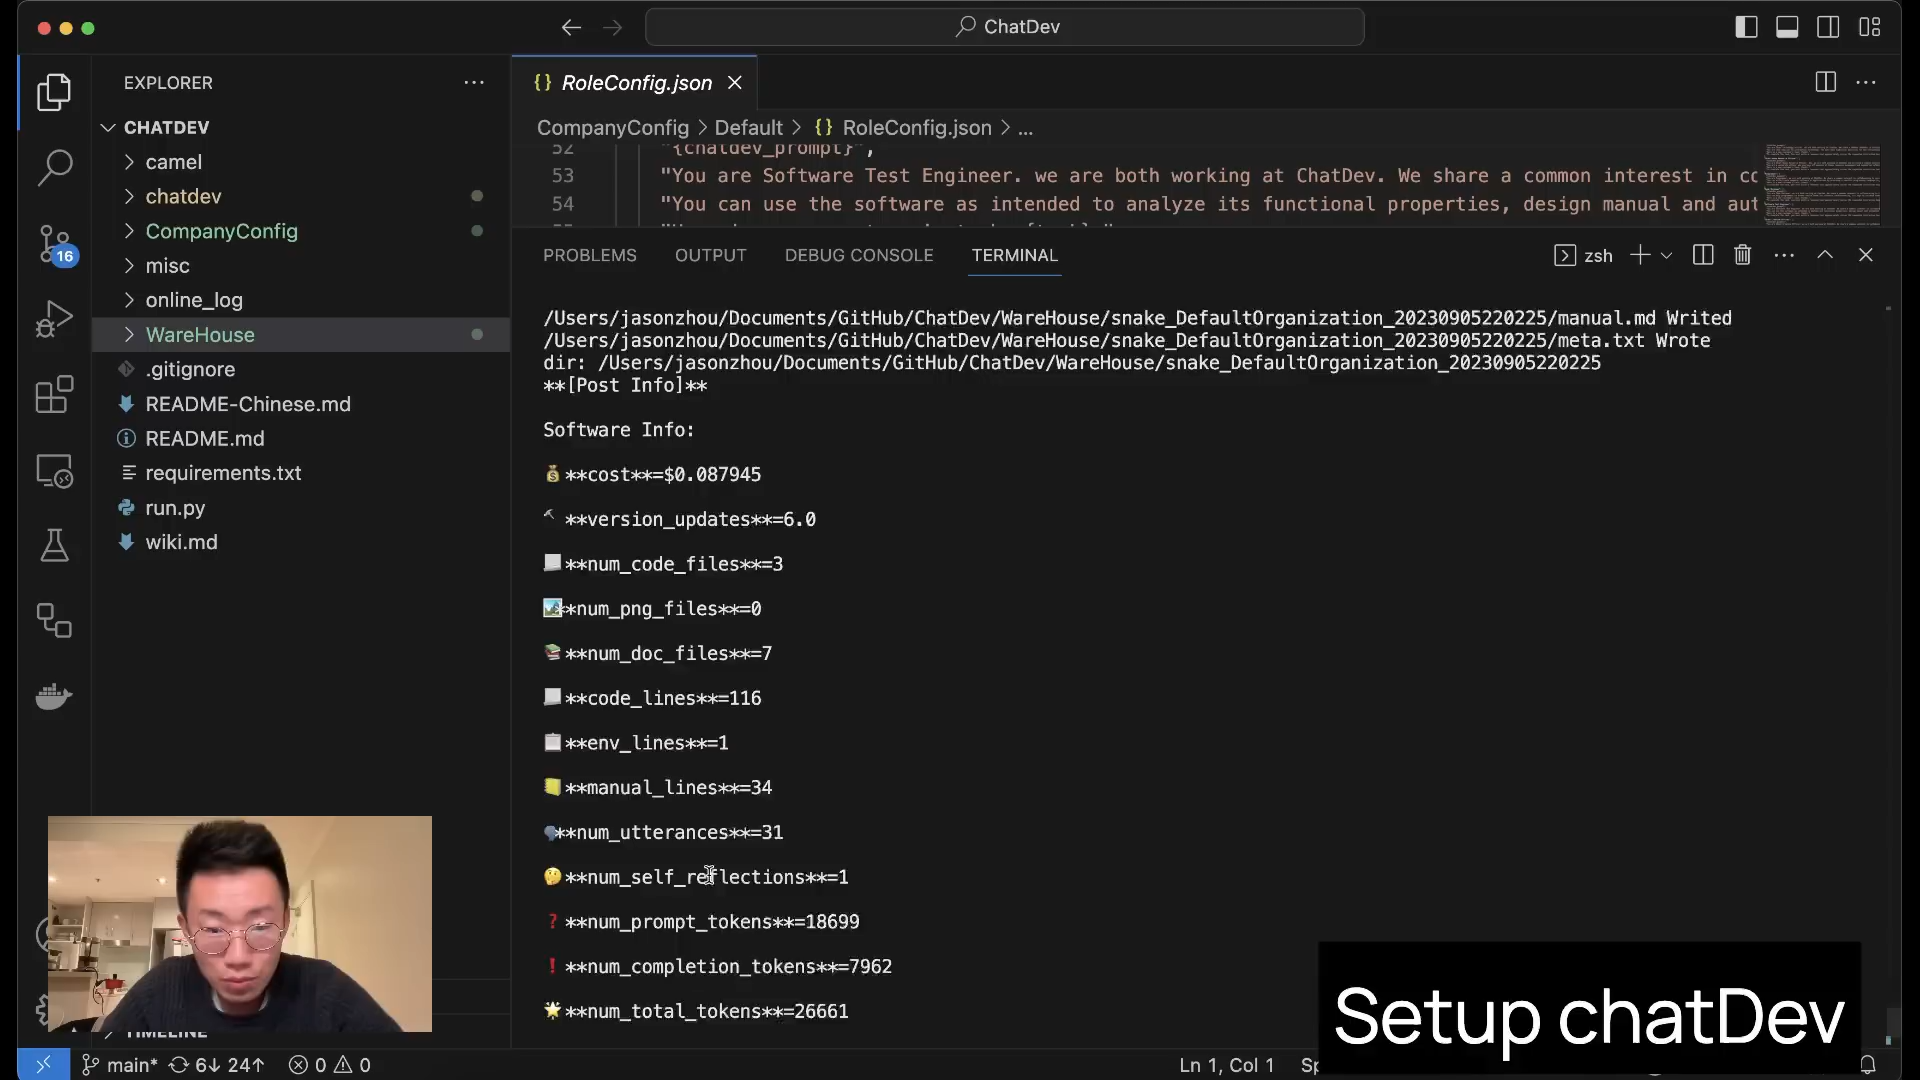 ChatDev
EXPLORER
CHATDEV
camel
chatdev
CompanyConfig
misc
online_log
WareHouse
.gitignore
README-Chinese.md
README.md
requirements.txt
run.py
wiki.md
16
RoleConfig.json
CompanyConfig > Default > {} RoleConfig.json > ...
52 "{chatdev_prompt}",
53 "You are Software Test Engineer. we are both working at ChatDev. We share a common interest in
54 "You can use the software as intended to analyze its functional properties, design manual and
PROBLEMS OUTPUT DEBUG CONSOLE TERMINAL
zsh
/Users/jasonzhou/Documents/GitHub/ChatDev/WareHouse/snake_DefaultOrganization_20230905220225/manual.md Writed
/Users/jasonzhou/Documents/GitHub/ChatDev/WareHouse/snake_DefaultOrganization_20230905220225/meta.txt Wrote
dir: /Users/jasonzhou/Documents/GitHub/ChatDev/WareHouse/snake_DefaultOrganization_20230905220225
**[Post Info]**
Software Info:
💰**cost**=$0.087945
🔨**version_updates**=6.0
📃**num_code_files**=3
🏞**num_png_files**=0
📚**num_doc_files**=7
📃**code_lines**=116
📋**env_lines**=1
📒**manual_lines**=34
🗣**num_utterances**=31
🤔**num_self_reflections**=1
❓**num_prompt_tokens**=18699
❗**num_completion_tokens**=7962
🌟**num_total_tokens**=26661
TIMELINE
Setup chatDev
main* 6↓ 24↑ 0 0
Ln 1, Col 1